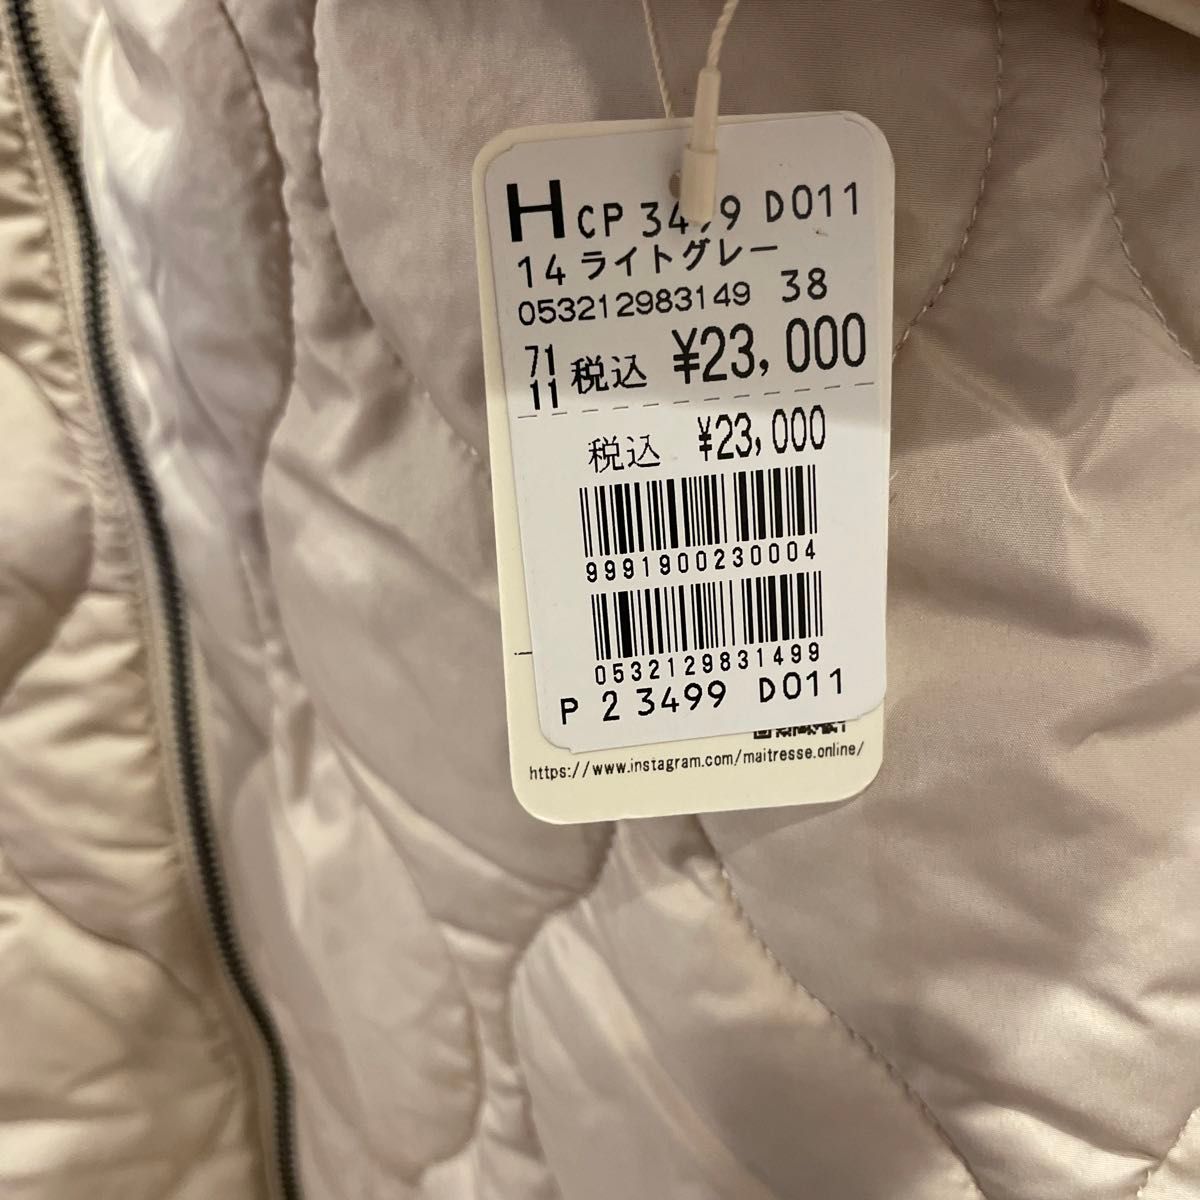 H CP 3499 D011
14 ライトグレー
053212983149 38
71 税込 ¥23,000
11
税込 ¥23,000
9991900230004
0532129831499
P 2 3499 D011
https://www.instagram.com/maitresse.online/